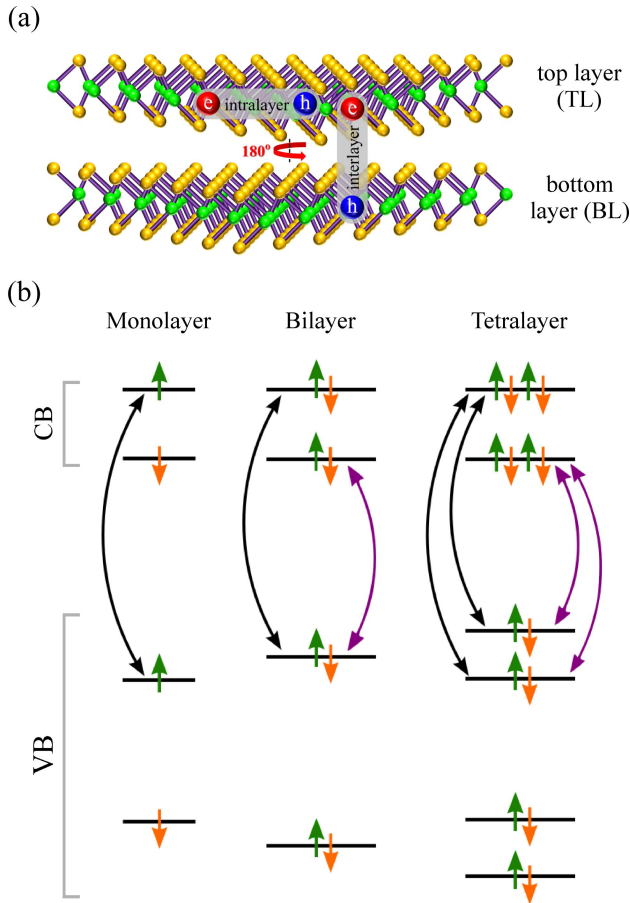 (a)
top layer
(TL)
e intralayer h e
180°
interlayer
h
bottom
layer (BL)
(b)
Monolayer Bilayer Tetralayer
CB
VB